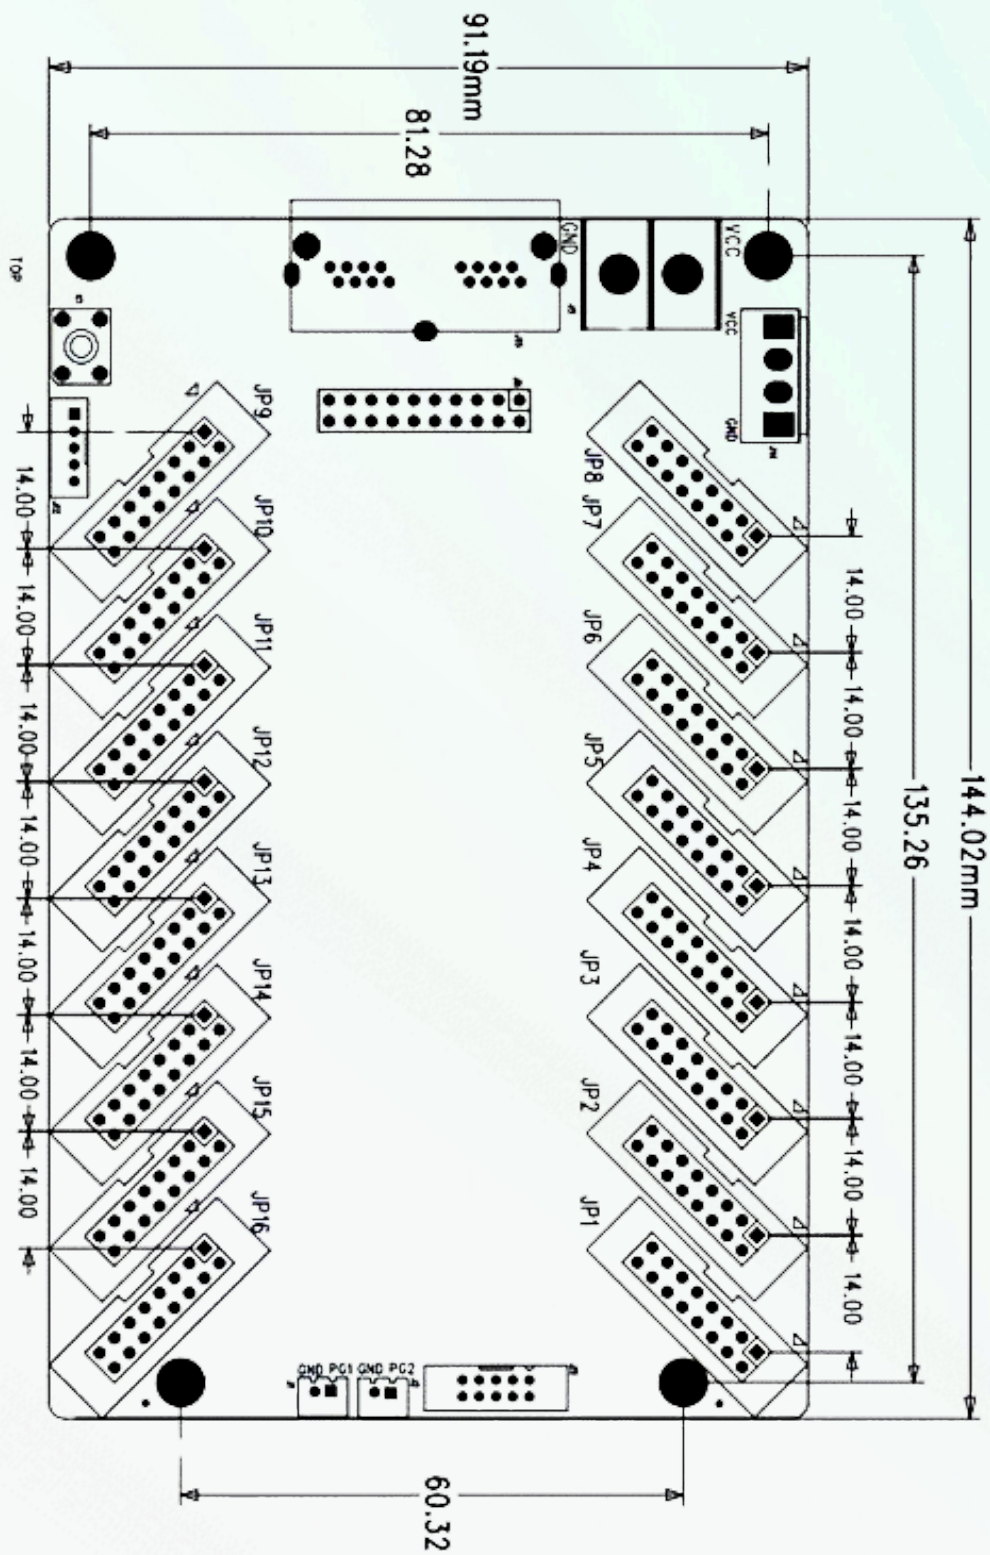 91.19mm
81.28
144.02mm
135.26
TOP
GND
VCC
VCC
GND
JP9
JP10
JP11
JP12
JP13
JP14
JP15
JP16
JP8
JP7
JP6
JP5
JP4
JP3
JP2
JP1
14.00
14.00
14.00
14.00
14.00
14.00
14.00
14.00
14.00
14.00
14.00
14.00
14.00
14.00
GND PG1 GND PG2
60.32